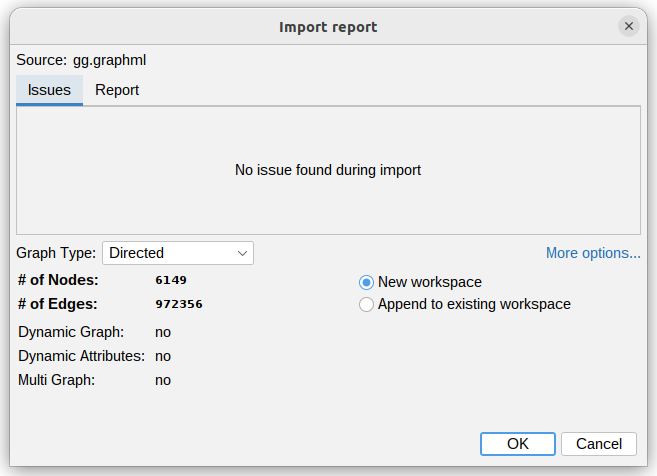 Import report
Source: gg.graphml
Issues Report
No issue found during import
Graph Type: Directed More options...
# of Nodes: 6149 New workspace
# of Edges: 972356 Append to existing workspace
Dynamic Graph: no
Dynamic Attributes: no
Multi Graph: no
OK Cancel